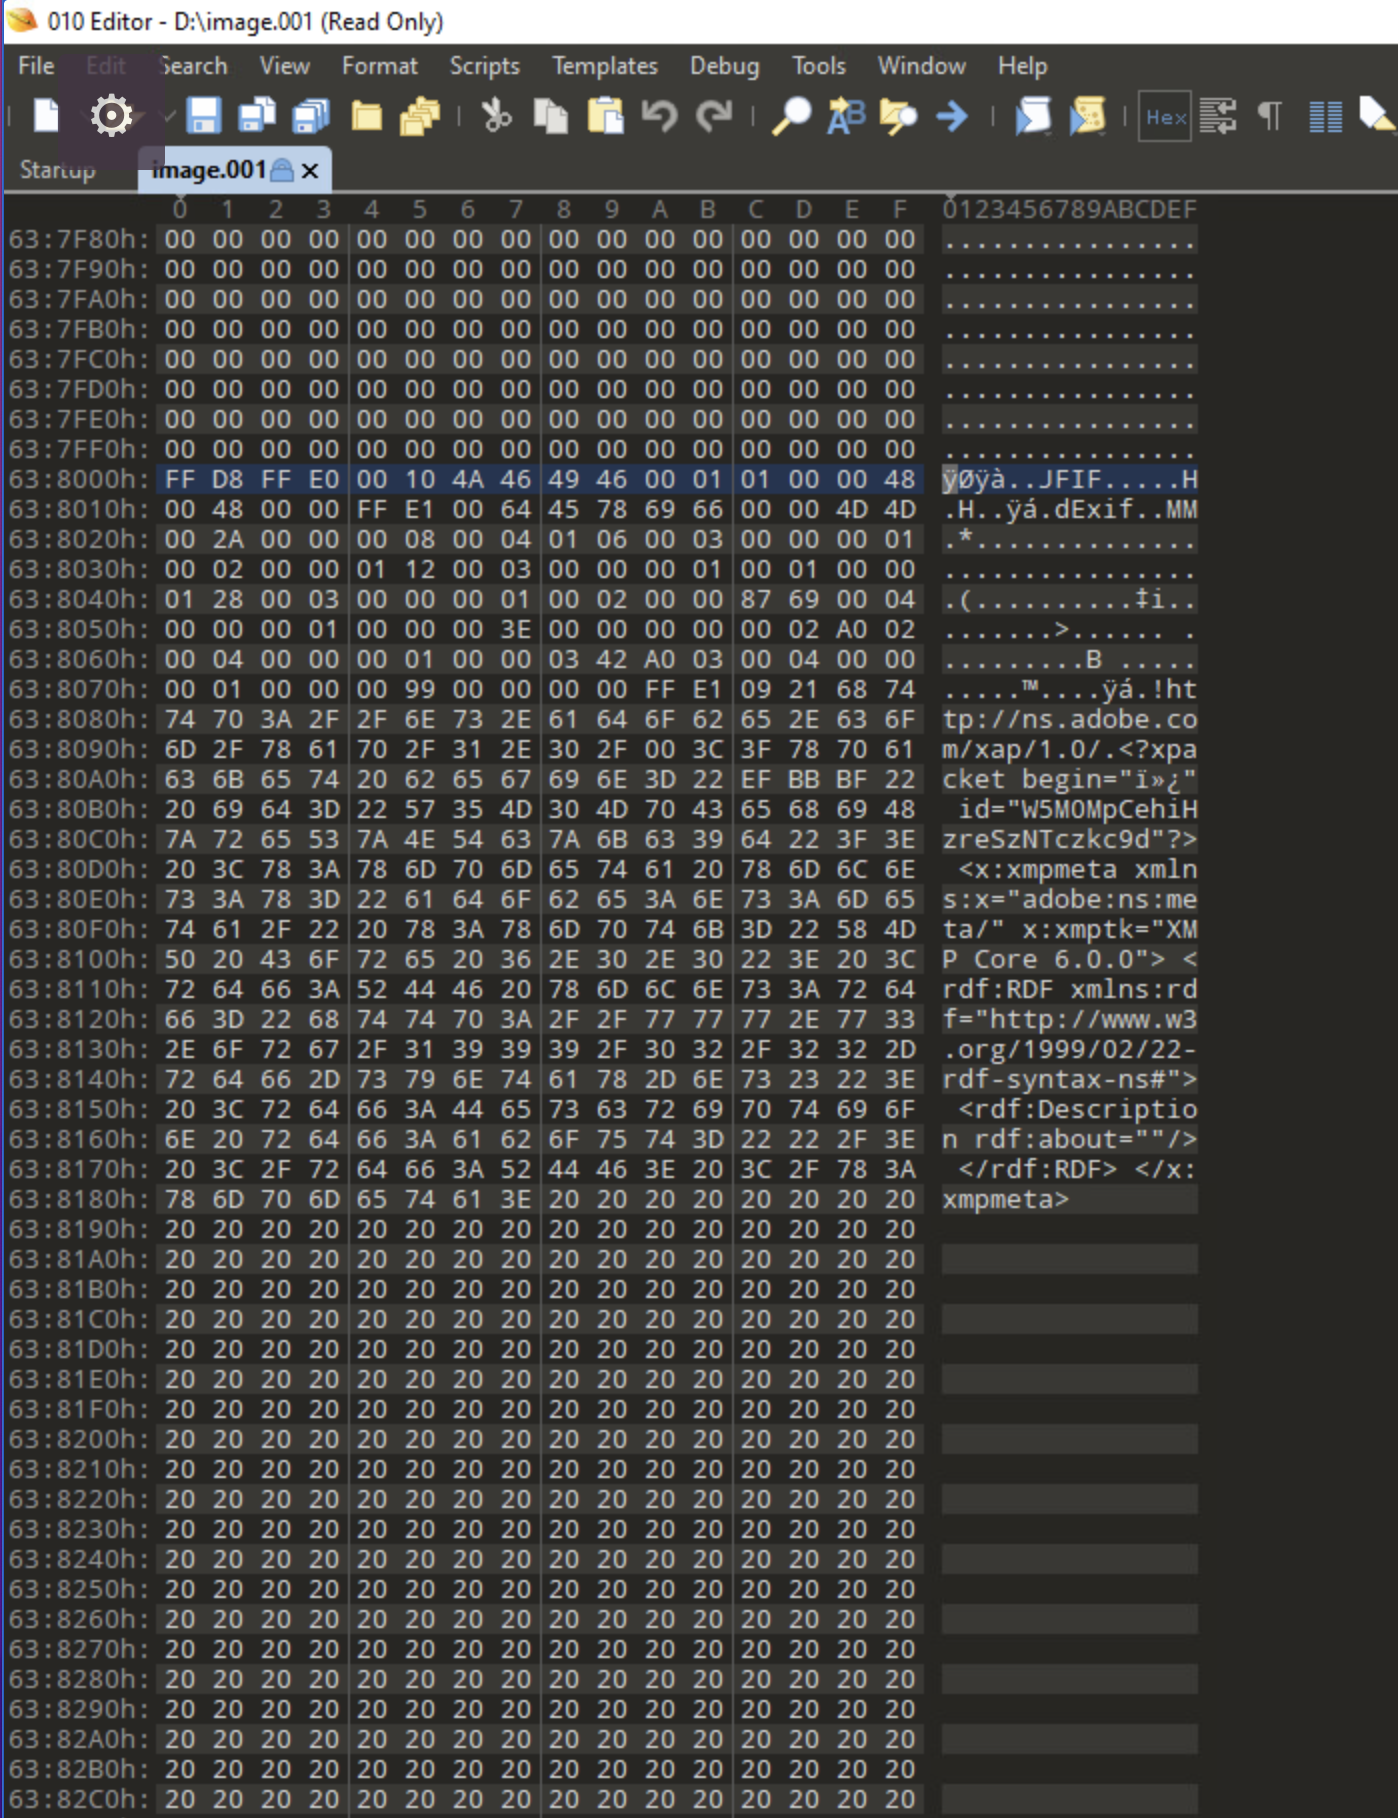 010 Editor - D:\image.001 (Read Only)
File Edit Search View Format Scripts Templates Debug Tools Window Help
Hex
Startup image.001
0 1 2 3 4 5 6 7 8 9 A B C D E F 0123456789ABCDEF
63:7F80h: 00 00 00 00 00 00 00 00 00 00 00 00 00 00 00 00 ................
63:7F90h: 00 00 00 00 00 00 00 00 00 00 00 00 00 00 00 00 ................
63:7FA0h: 00 00 00 00 00 00 00 00 00 00 00 00 00 00 00 00 ................
63:7FB0h: 00 00 00 00 00 00 00 00 00 00 00 00 00 00 00 00 ................
63:7FC0h: 00 00 00 00 00 00 00 00 00 00 00 00 00 00 00 00 ................
63:7FD0h: 00 00 00 00 00 00 00 00 00 00 00 00 00 00 00 00 ................
63:7FE0h: 00 00 00 00 00 00 00 00 00 00 00 00 00 00 00 00 ................
63:7FF0h: 00 00 00 00 00 00 00 00 00 00 00 00 00 00 00 00 ................
63:8000h: FF D8 FF E0 00 10 4A 46 49 46 00 01 01 00 00 48 ÿØÿà..JFIF.....H
63:8010h: 00 48 00 00 FF E1 00 64 45 78 69 66 00 00 4D 4D .H..ÿá.dExif..MM
63:8020h: 00 2A 00 00 00 08 00 04 01 06 00 03 00 00 00 01 .*..............
63:8030h: 00 02 00 00 01 12 00 03 00 00 00 01 00 01 00 00 ................
63:8040h: 01 28 00 03 00 00 00 01 00 02 00 00 87 69 00 04 .(..........‡i..
63:8050h: 00 00 00 01 00 00 00 3E 00 00 00 00 00 02 A0 02 .......>...... .
63:8060h: 00 04 00 00 00 01 00 00 03 42 A0 03 00 04 00 00 .........B .....
63:8070h: 00 01 00 00 00 99 00 00 00 00 FF E1 09 21 68 74 .....™....ÿá.!ht
63:8080h: 74 70 3A 2F 2F 6E 73 2E 61 64 6F 62 65 2E 63 6F tp://ns.adobe.co
63:8090h: 6D 2F 78 61 70 2F 31 2E 30 2F 00 3C 3F 78 70 61 m/xap/1.0/.<?xpa
63:80A0h: 63 6B 65 74 20 62 65 67 69 6E 3D 22 EF BB BF 22 cket begin="ï»¿"
63:80B0h: 20 69 64 3D 22 57 35 4D 30 4D 70 43 65 68 69 48 id="W5M0MpCehiH
63:80C0h: 7A 72 65 53 7A 4E 54 63 7A 6B 63 39 64 22 3F 3E zreSzNTczkc9d"?>
63:80D0h: 20 3C 78 3A 78 6D 70 6D 65 74 61 20 78 6D 6C 6E <x:xmpmeta xmln
63:80E0h: 73 3A 78 3D 22 61 64 6F 62 65 3A 6E 73 3A 6D 65 s:x="adobe:ns:me
63:80F0h: 74 61 2F 22 20 78 3A 78 6D 70 74 6B 3D 22 58 4D ta/" x:xmptk="XM
63:8100h: 50 20 43 6F 72 65 20 36 2E 30 2E 30 22 3E 20 3C P Core 6.0.0"> <
63:8110h: 72 64 66 3A 52 44 46 20 78 6D 6C 6E 73 3A 72 64 rdf:RDF xmlns:rd
63:8120h: 66 3D 22 68 74 74 70 3A 2F 2F 77 77 77 2E 77 33 f="http://www.w3
63:8130h: 2E 6F 72 67 2F 31 39 39 39 2F 30 32 2F 32 32 2D .org/1999/02/22-
63:8140h: 72 64 66 2D 73 79 6E 74 61 78 2D 6E 73 23 22 3E rdf-syntax-ns#">
63:8150h: 20 3C 72 64 66 3A 44 65 73 63 72 69 70 74 69 6F <rdf:Descriptio
63:8160h: 6E 20 72 64 66 3A 61 62 6F 75 74 3D 22 22 2F 3E n rdf:about=""/>
63:8170h: 20 3C 2F 72 64 66 3A 52 44 46 3E 20 3C 2F 78 3A </rdf:RDF> </x:
63:8180h: 78 6D 70 6D 65 74 61 3E 20 20 20 20 20 20 20 20 xmpmeta>
63:8190h: 20 20 20 20 20 20 20 20 20 20 20 20 20 20 20 20
63:81A0h: 20 20 20 20 20 20 20 20 20 20 20 20 20 20 20 20
63:81B0h: 20 20 20 20 20 20 20 20 20 20 20 20 20 20 20 20
63:81C0h: 20 20 20 20 20 20 20 20 20 20 20 20 20 20 20 20
63:81D0h: 20 20 20 20 20 20 20 20 20 20 20 20 20 20 20 20
63:81E0h: 20 20 20 20 20 20 20 20 20 20 20 20 20 20 20 20
63:81F0h: 20 20 20 20 20 20 20 20 20 20 20 20 20 20 20 20
63:8200h: 20 20 20 20 20 20 20 20 20 20 20 20 20 20 20 20
63:8210h: 20 20 20 20 20 20 20 20 20 20 20 20 20 20 20 20
63:8220h: 20 20 20 20 20 20 20 20 20 20 20 20 20 20 20 20
63:8230h: 20 20 20 20 20 20 20 20 20 20 20 20 20 20 20 20
63:8240h: 20 20 20 20 20 20 20 20 20 20 20 20 20 20 20 20
63:8250h: 20 20 20 20 20 20 20 20 20 20 20 20 20 20 20 20
63:8260h: 20 20 20 20 20 20 20 20 20 20 20 20 20 20 20 20
63:8270h: 20 20 20 20 20 20 20 20 20 20 20 20 20 20 20 20
63:8280h: 20 20 20 20 20 20 20 20 20 20 20 20 20 20 20 20
63:8290h: 20 20 20 20 20 20 20 20 20 20 20 20 20 20 20 20
63:82A0h: 20 20 20 20 20 20 20 20 20 20 20 20 20 20 20 20
63:82B0h: 20 20 20 20 20 20 20 20 20 20 20 20 20 20 20 20
63:82C0h: 20 20 20 20 20 20 20 20 20 20 20 20 20 20 20 20